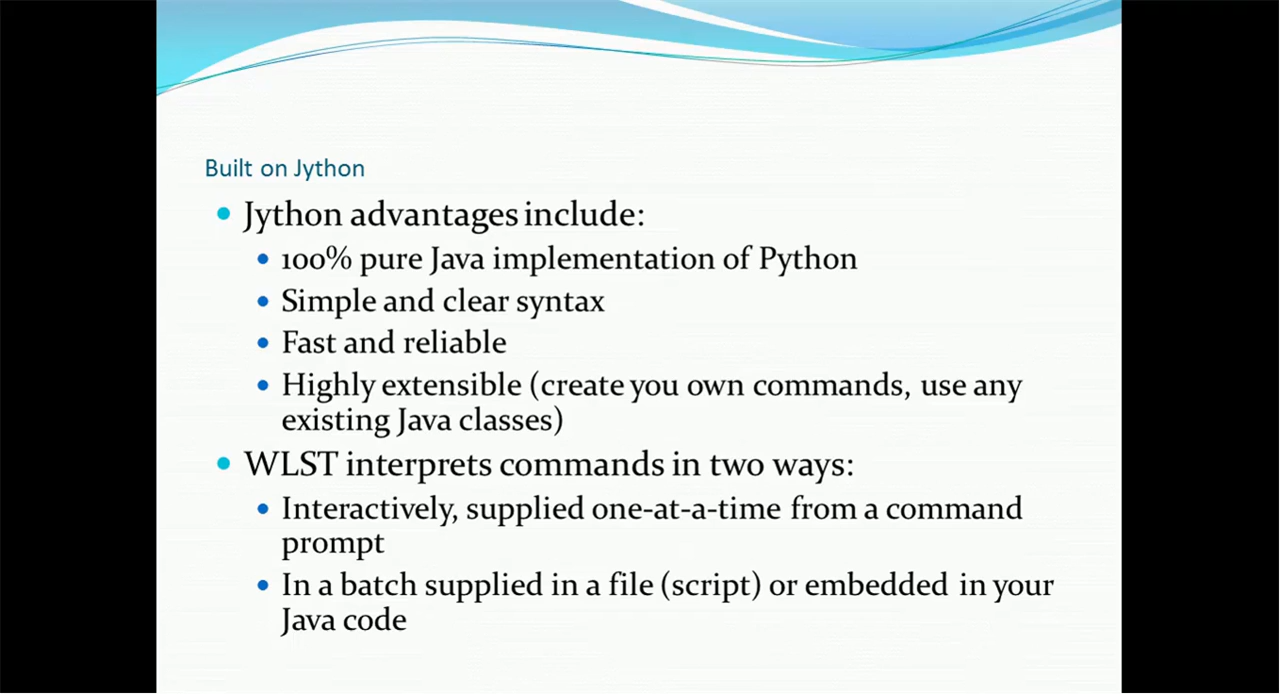 Built on Jython
Jython advantages include:
100% pure Java implementation of Python
Simple and clear syntax
Fast and reliable
Highly extensible (create you own commands, use any
existing Java classes)
WLST interprets commands in two ways:
Interactively, supplied one-at-a-time from a command
prompt
In a batch supplied in a file (script) or embedded in your
Java code